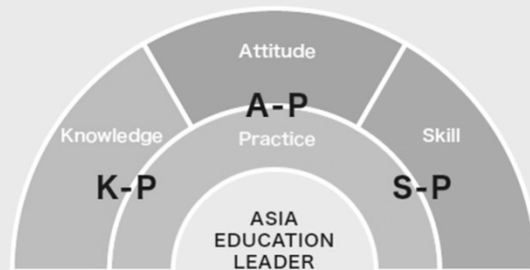 Attitude
A-P
Knowledge
Practice
Skill
K-P
S-P
ASIA
EDUCATION
LEADER